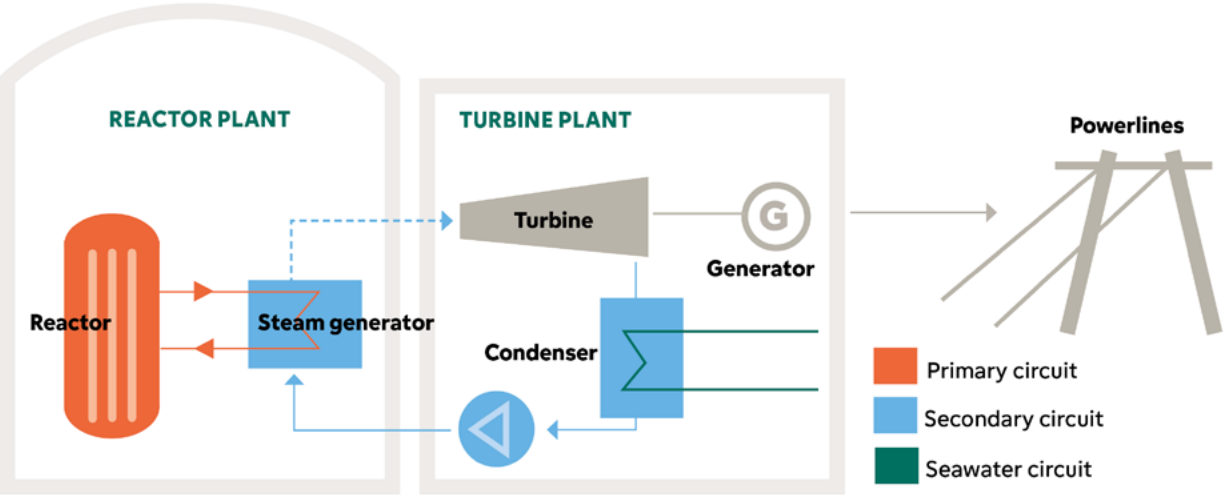 REACTOR PLANT
TURBINE PLANT
Powerlines
Turbine
G
Generator
Reactor
Steam generator
Condenser
Primary circuit
Secondary circuit
Seawater circuit